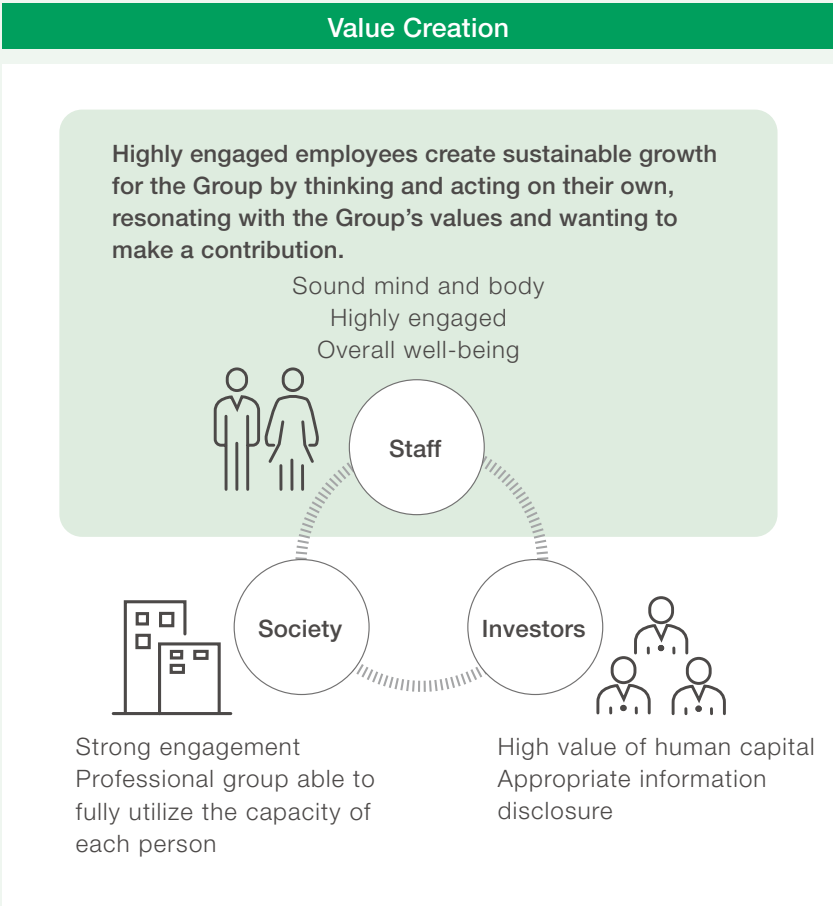 Value Creation
Highly engaged employees create sustainable growth
for the Group by thinking and acting on their own,
resonating with the Group’s values and wanting to
make a contribution.
Sound mind and body
Highly engaged
Overall well-being
Staff
Society
Investors
Strong engagement
Professional group able to
fully utilize the capacity of
each person
High value of human capital
Appropriate information
disclosure